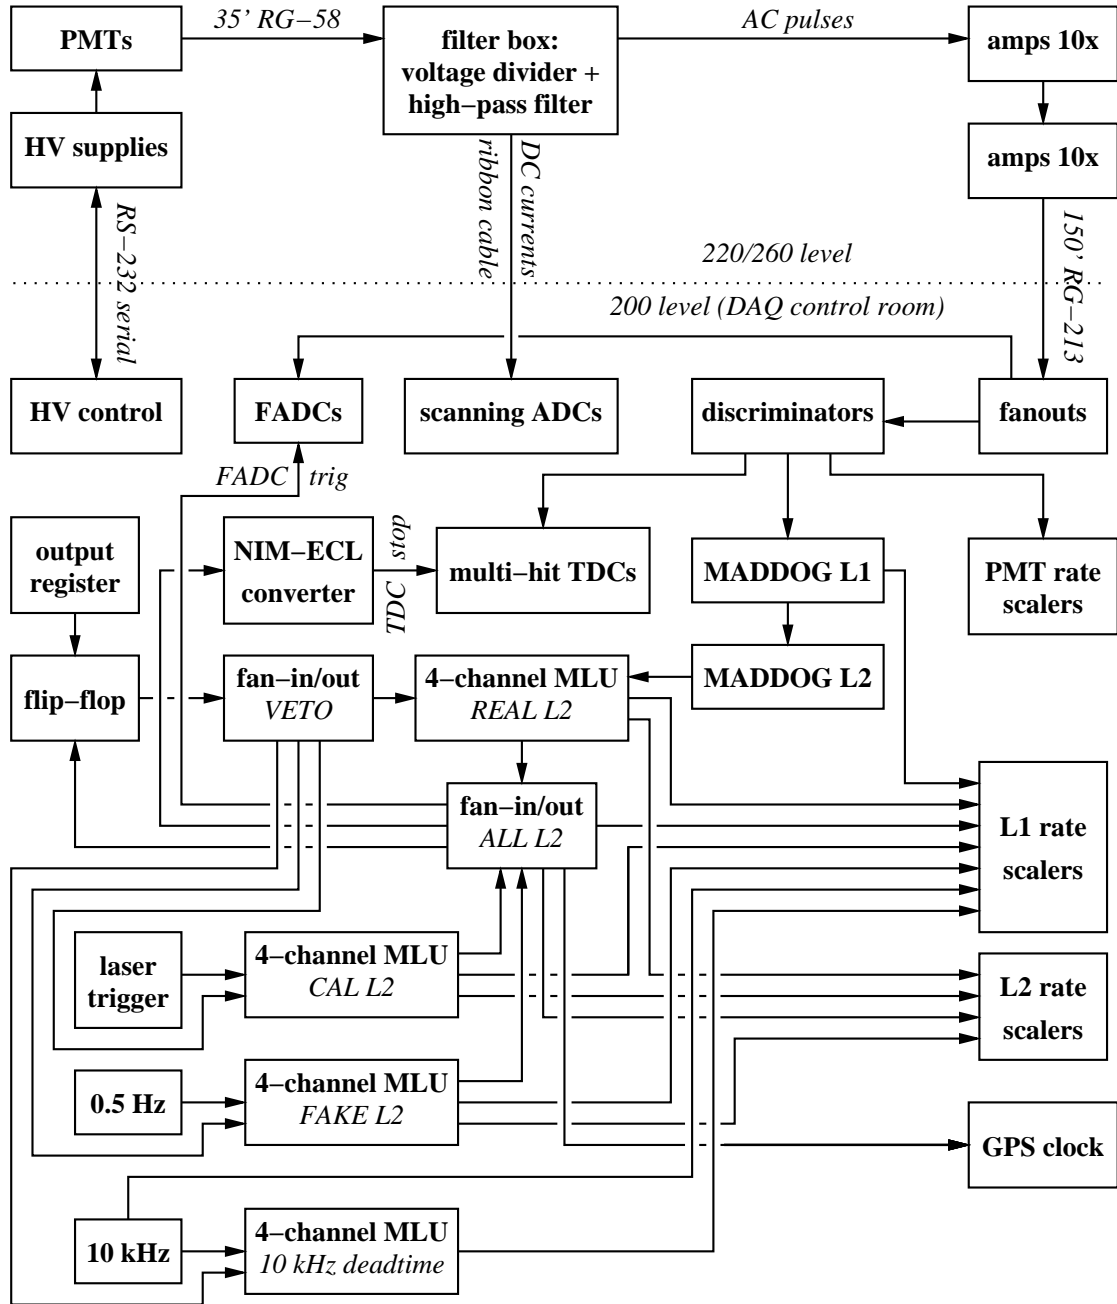 35' RG−58
AC pulses
PMTs
filter box:
voltage divider +
high−pass filter
amps 10x
HV supplies
amps 10x
RS−232 serial
ribbon cable
DC currents
150' RG−213
220/260 level
200 level (DAQ control room)
HV control
FADCs
scanning ADCs
discriminators
fanouts
FADC trig
output
register
NIM−ECL
converter
TDC stop
multi−hit TDCs
MADDOG L1
PMT rate
scalers
flip−flop
fan−in/out
VETO
4−channel MLU
REAL L2
MADDOG L2
fan−in/out
ALL L2
L1 rate
scalers
laser
trigger
4−channel MLU
CAL L2
L2 rate
scalers
0.5 Hz
4−channel MLU
FAKE L2
GPS clock
10 kHz
4−channel MLU
10 kHz deadtime